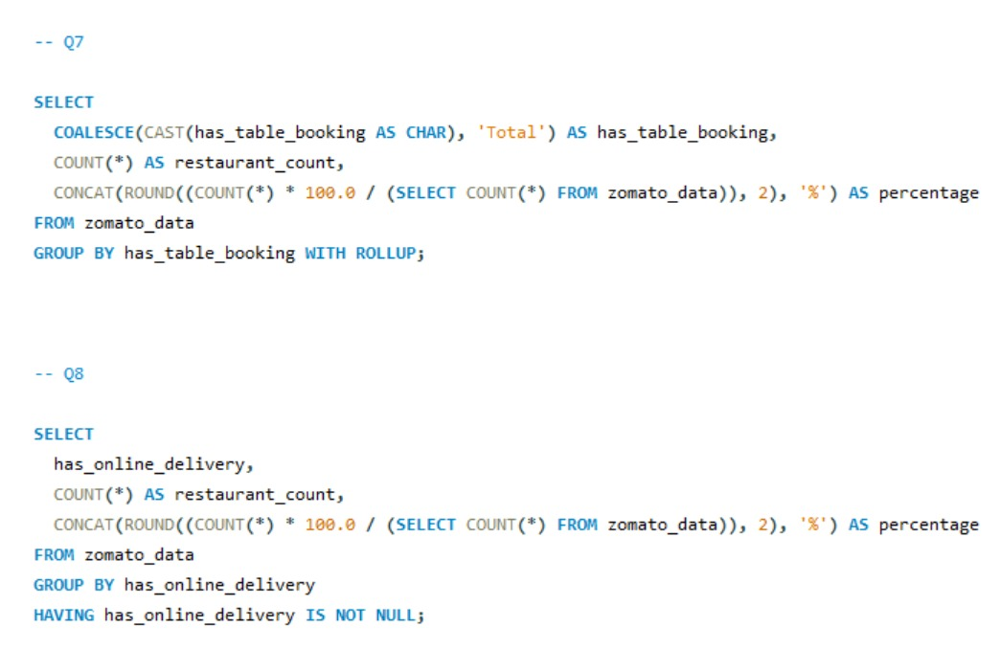 -- Q7
SELECT
COALESCE(CAST(has_table_booking AS CHAR), 'Total') AS has_table_booking,
COUNT(*) AS restaurant_count,
CONCAT(ROUND((COUNT(*) * 100.0 / (SELECT COUNT(*) FROM zomato_data)), 2), '%') AS percentage
FROM zomato_data
GROUP BY has_table_booking WITH ROLLUP;
-- Q8
SELECT
has_online_delivery,
COUNT(*) AS restaurant_count,
CONCAT(ROUND((COUNT(*) * 100.0 / (SELECT COUNT(*) FROM zomato_data)), 2), '%') AS percentage
FROM zomato_data
GROUP BY has_online_delivery
HAVING has_online_delivery IS NOT NULL;